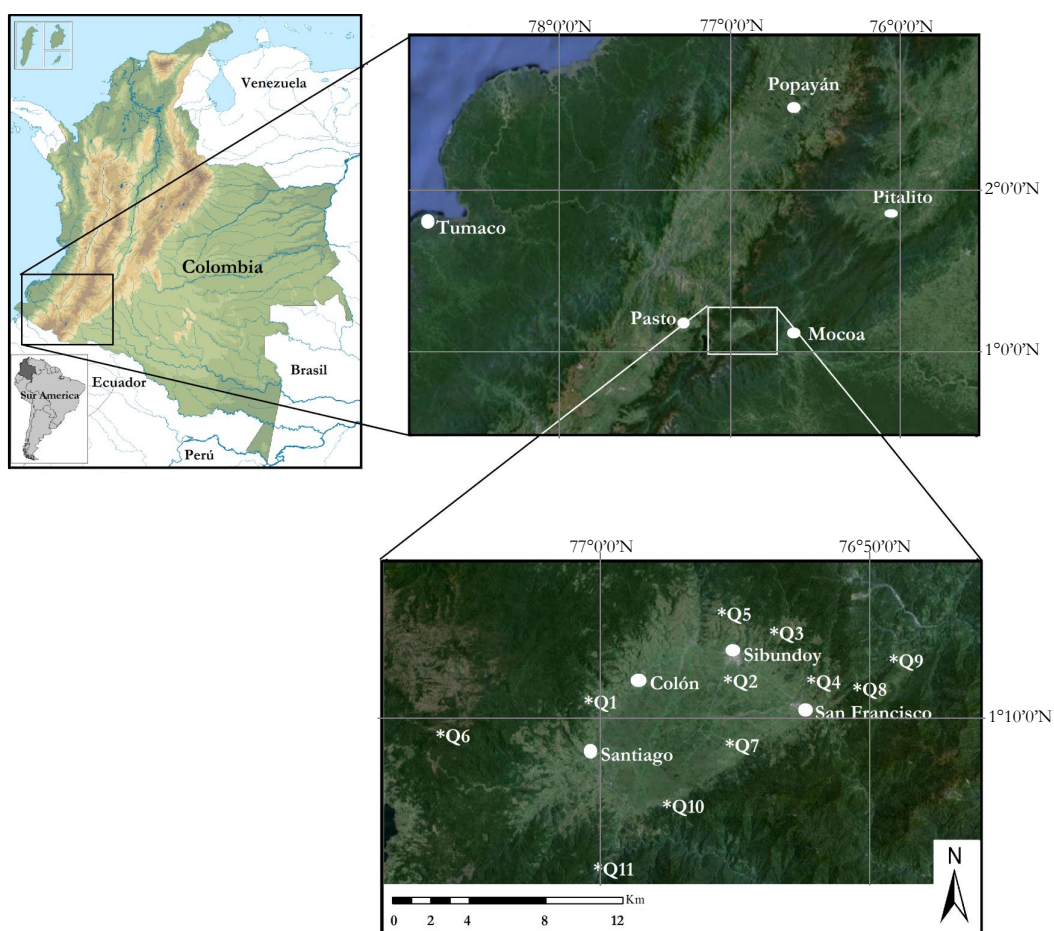 Venezuela
Colombia
Ecuador
Brasil
Sur America
Perú
78°0'0'N
77°0'0'N
76°0'0'N
Popayán
2°0'0'N
Pitalito
Tumaco
Pasto
Mocoa
1°0'0'N
77°0'0'N
76°50'0'N
*Q5
*Q3
Sibundoy
*Q9
Colón
*Q2
*Q4
*Q8
*Q1
San Francisco
1°10'0'N
*Q6
*Q7
Santiago
*Q10
*Q11
N
Km
0 2 4 8 12